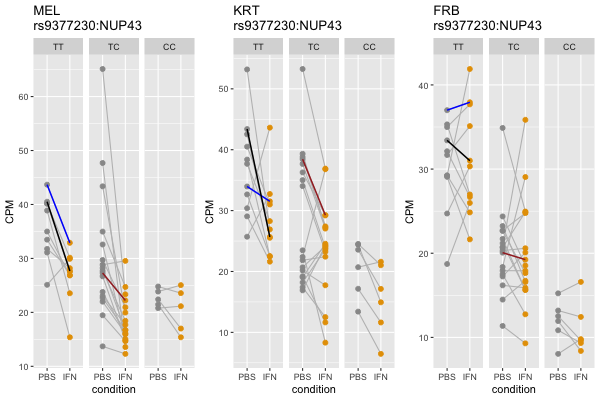 MEL
rs9377230:NUP43
TT TC CC
CPM
60
50
40
30
20
10
PBS IFN PBS IFN PBS IFN
condition
KRT
rs9377230:NUP43
TT TC CC
CPM
50
40
30
20
10
PBS IFN PBS IFN PBS IFN
condition
FRB
rs9377230:NUP43
TT TC CC
CPM
40
30
20
10
PBS IFN PBS IFN PBS IFN
condition